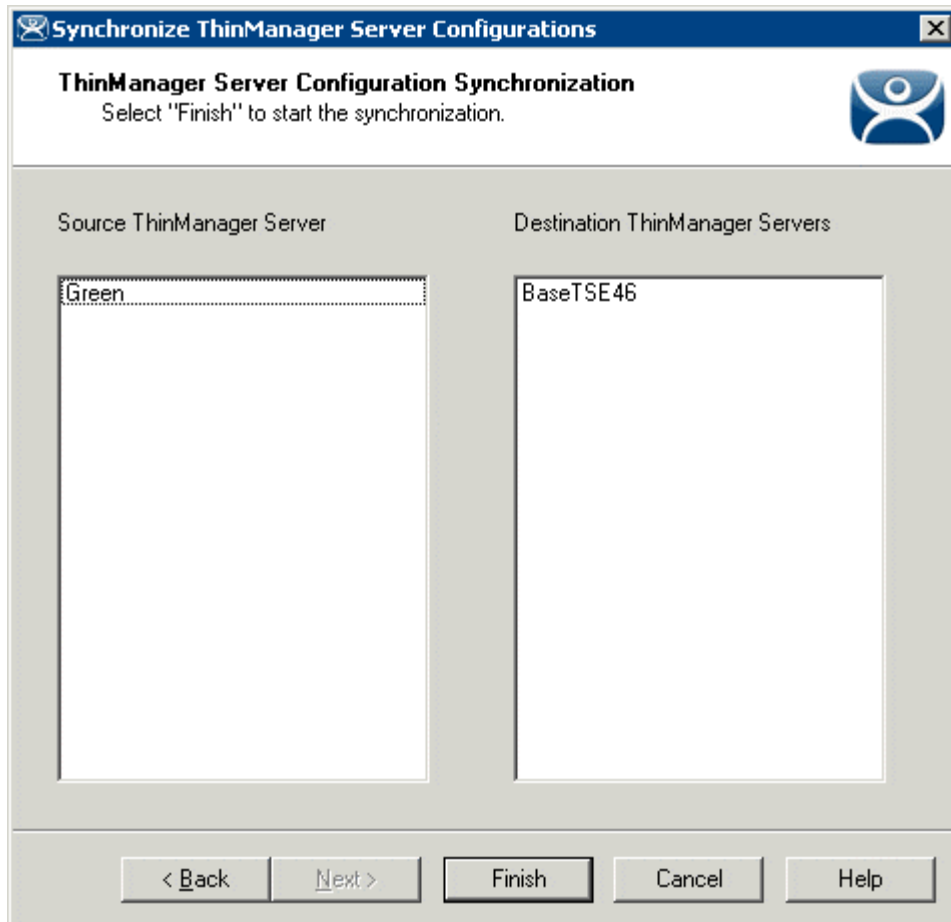 Synchronize ThinManager Server Configurations
ThinManager Server Configuration Synchronization
Select "Finish" to start the synchronization.
Source ThinManager Server
Destination ThinManager Servers
Green
BaseTSE46
< Back
Next >
Finish
Cancel
Help